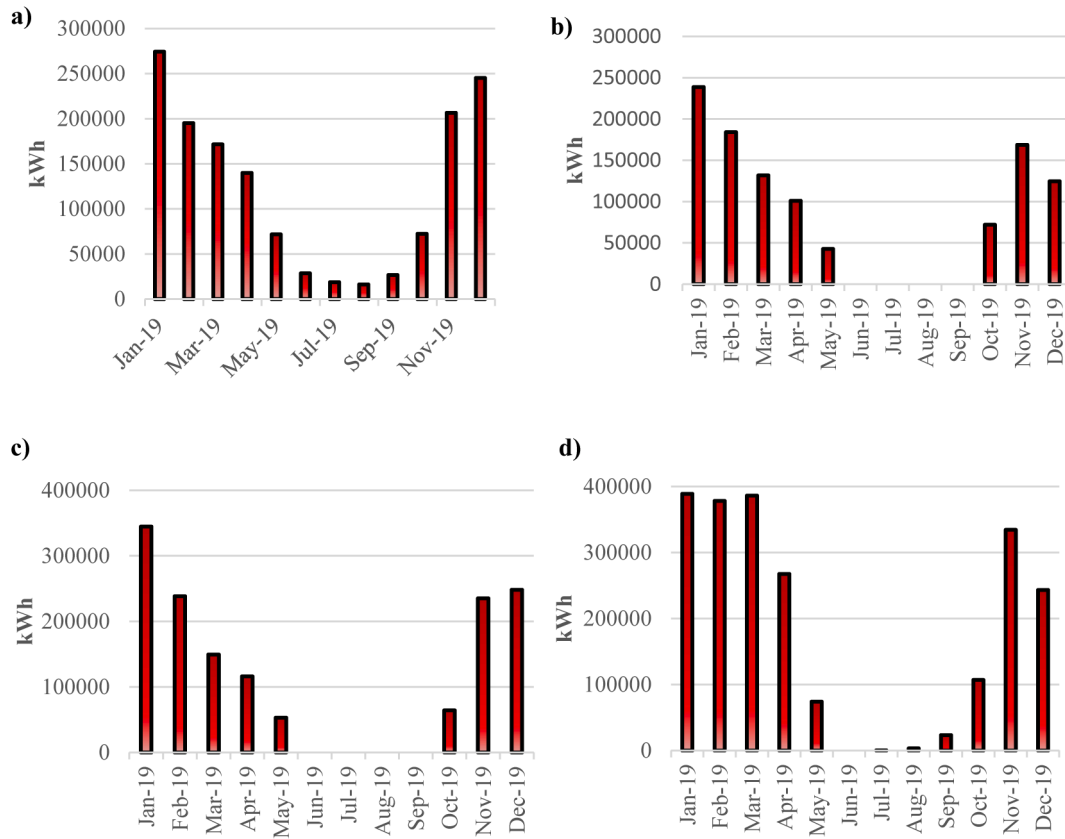 a)
300000
250000
200000
150000
100000
50000
0
kWh
Jan-19
Mar-19
May-19
Jul-19
Sep-19
Nov-19
b)
300000
250000
200000
150000
100000
50000
0
kWh
Jan-19
Feb-19
Mar-19
Apr-19
May-19
Jun-19
Jul-19
Aug-19
Sep-19
Oct-19
Nov-19
Dec-19
c)
400000
300000
200000
100000
0
kWh
Jan-19
Feb-19
Mar-19
Apr-19
May-19
Jun-19
Jul-19
Aug-19
Sep-19
Oct-19
Nov-19
Dec-19
d)
400000
300000
200000
100000
0
kWh
Jan-19
Feb-19
Mar-19
Apr-19
May-19
Jun-19
Jul-19
Aug-19
Sep-19
Oct-19
Nov-19
Dec-19